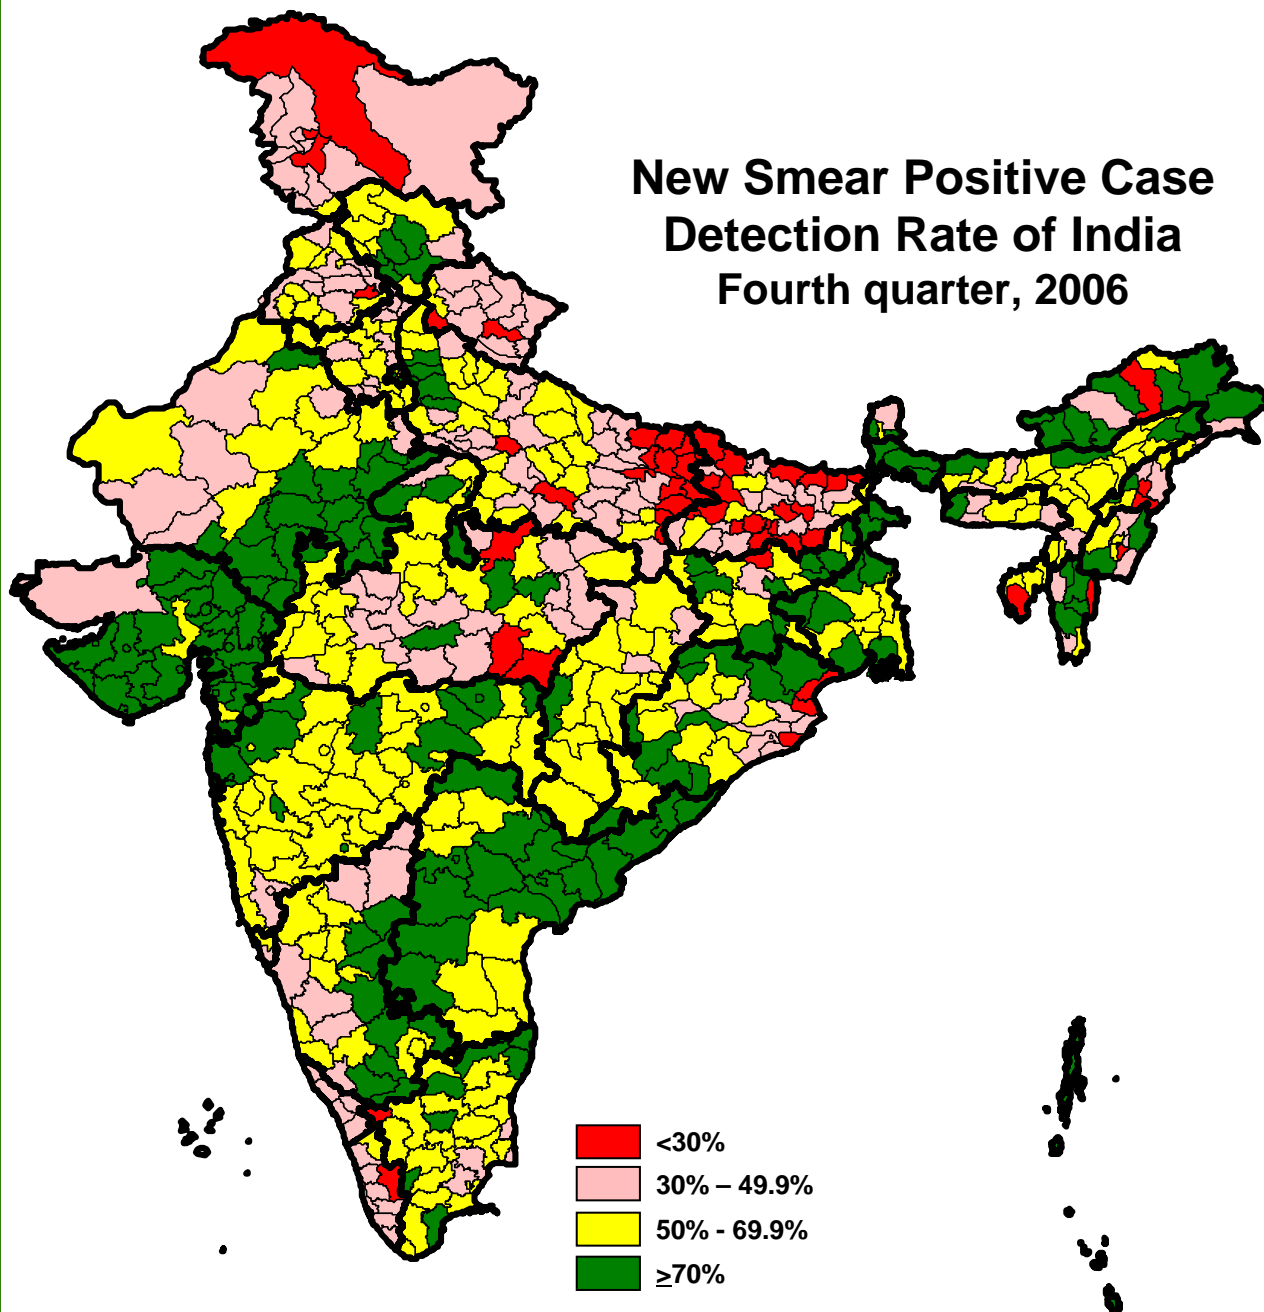 New Smear Positive Case
Detection Rate of India
Fourth quarter, 2006
<30%
30% – 49.9%
50% - 69.9%
≥70%